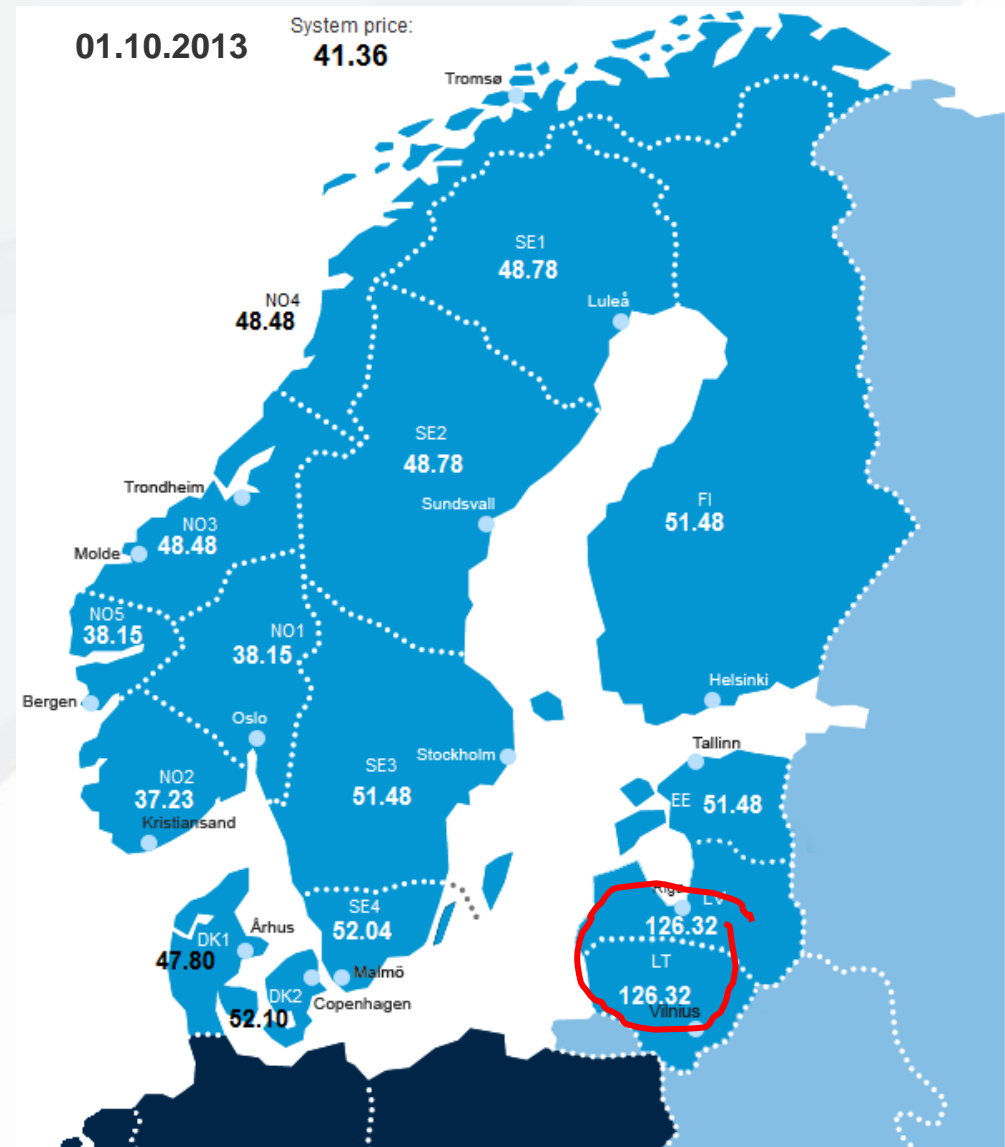 01.10.2013
System price:
41.36
Tromsø
SE1
48.78
Luleå
NO4
48.48
SE2
48.78
Trondheim
Sundsvall
FI
51.48
NO3
48.48
Molde
NO5
38.15
NO1
38.15
Helsinki
Bergen
Oslo
Tallinn
Stockholm
SE3
51.48
NO2
37.23
EE 51.48
Kristiansand
Riga
LV
126.32
SE4
52.04
Århus
DK1
47.80
LT
126.32
Malmö
DK2
52.10
Copenhagen
Vilnius